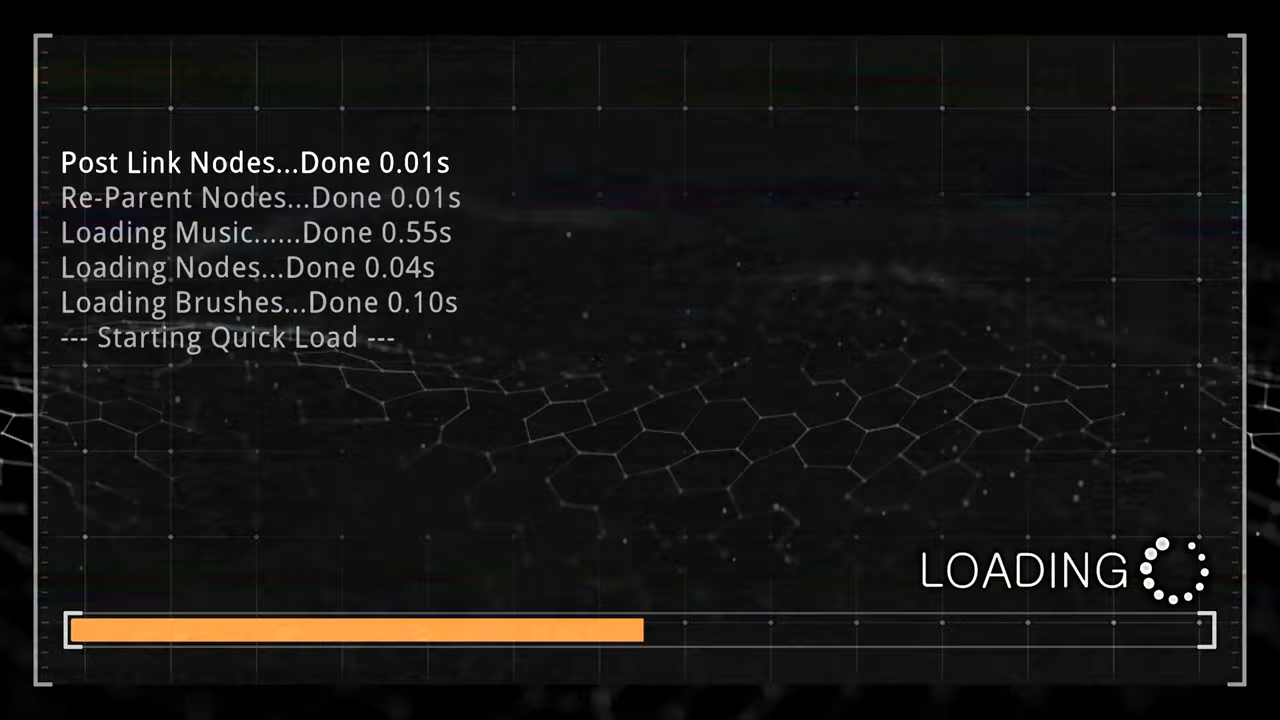 Post Link Nodes...Done 0.01s
Re-Parent Nodes...Done 0.01s
Loading Music......Done 0.55s
Loading Nodes...Done 0.04s
Loading Brushes...Done 0.10s
--- Starting Quick Load ---
LOADING